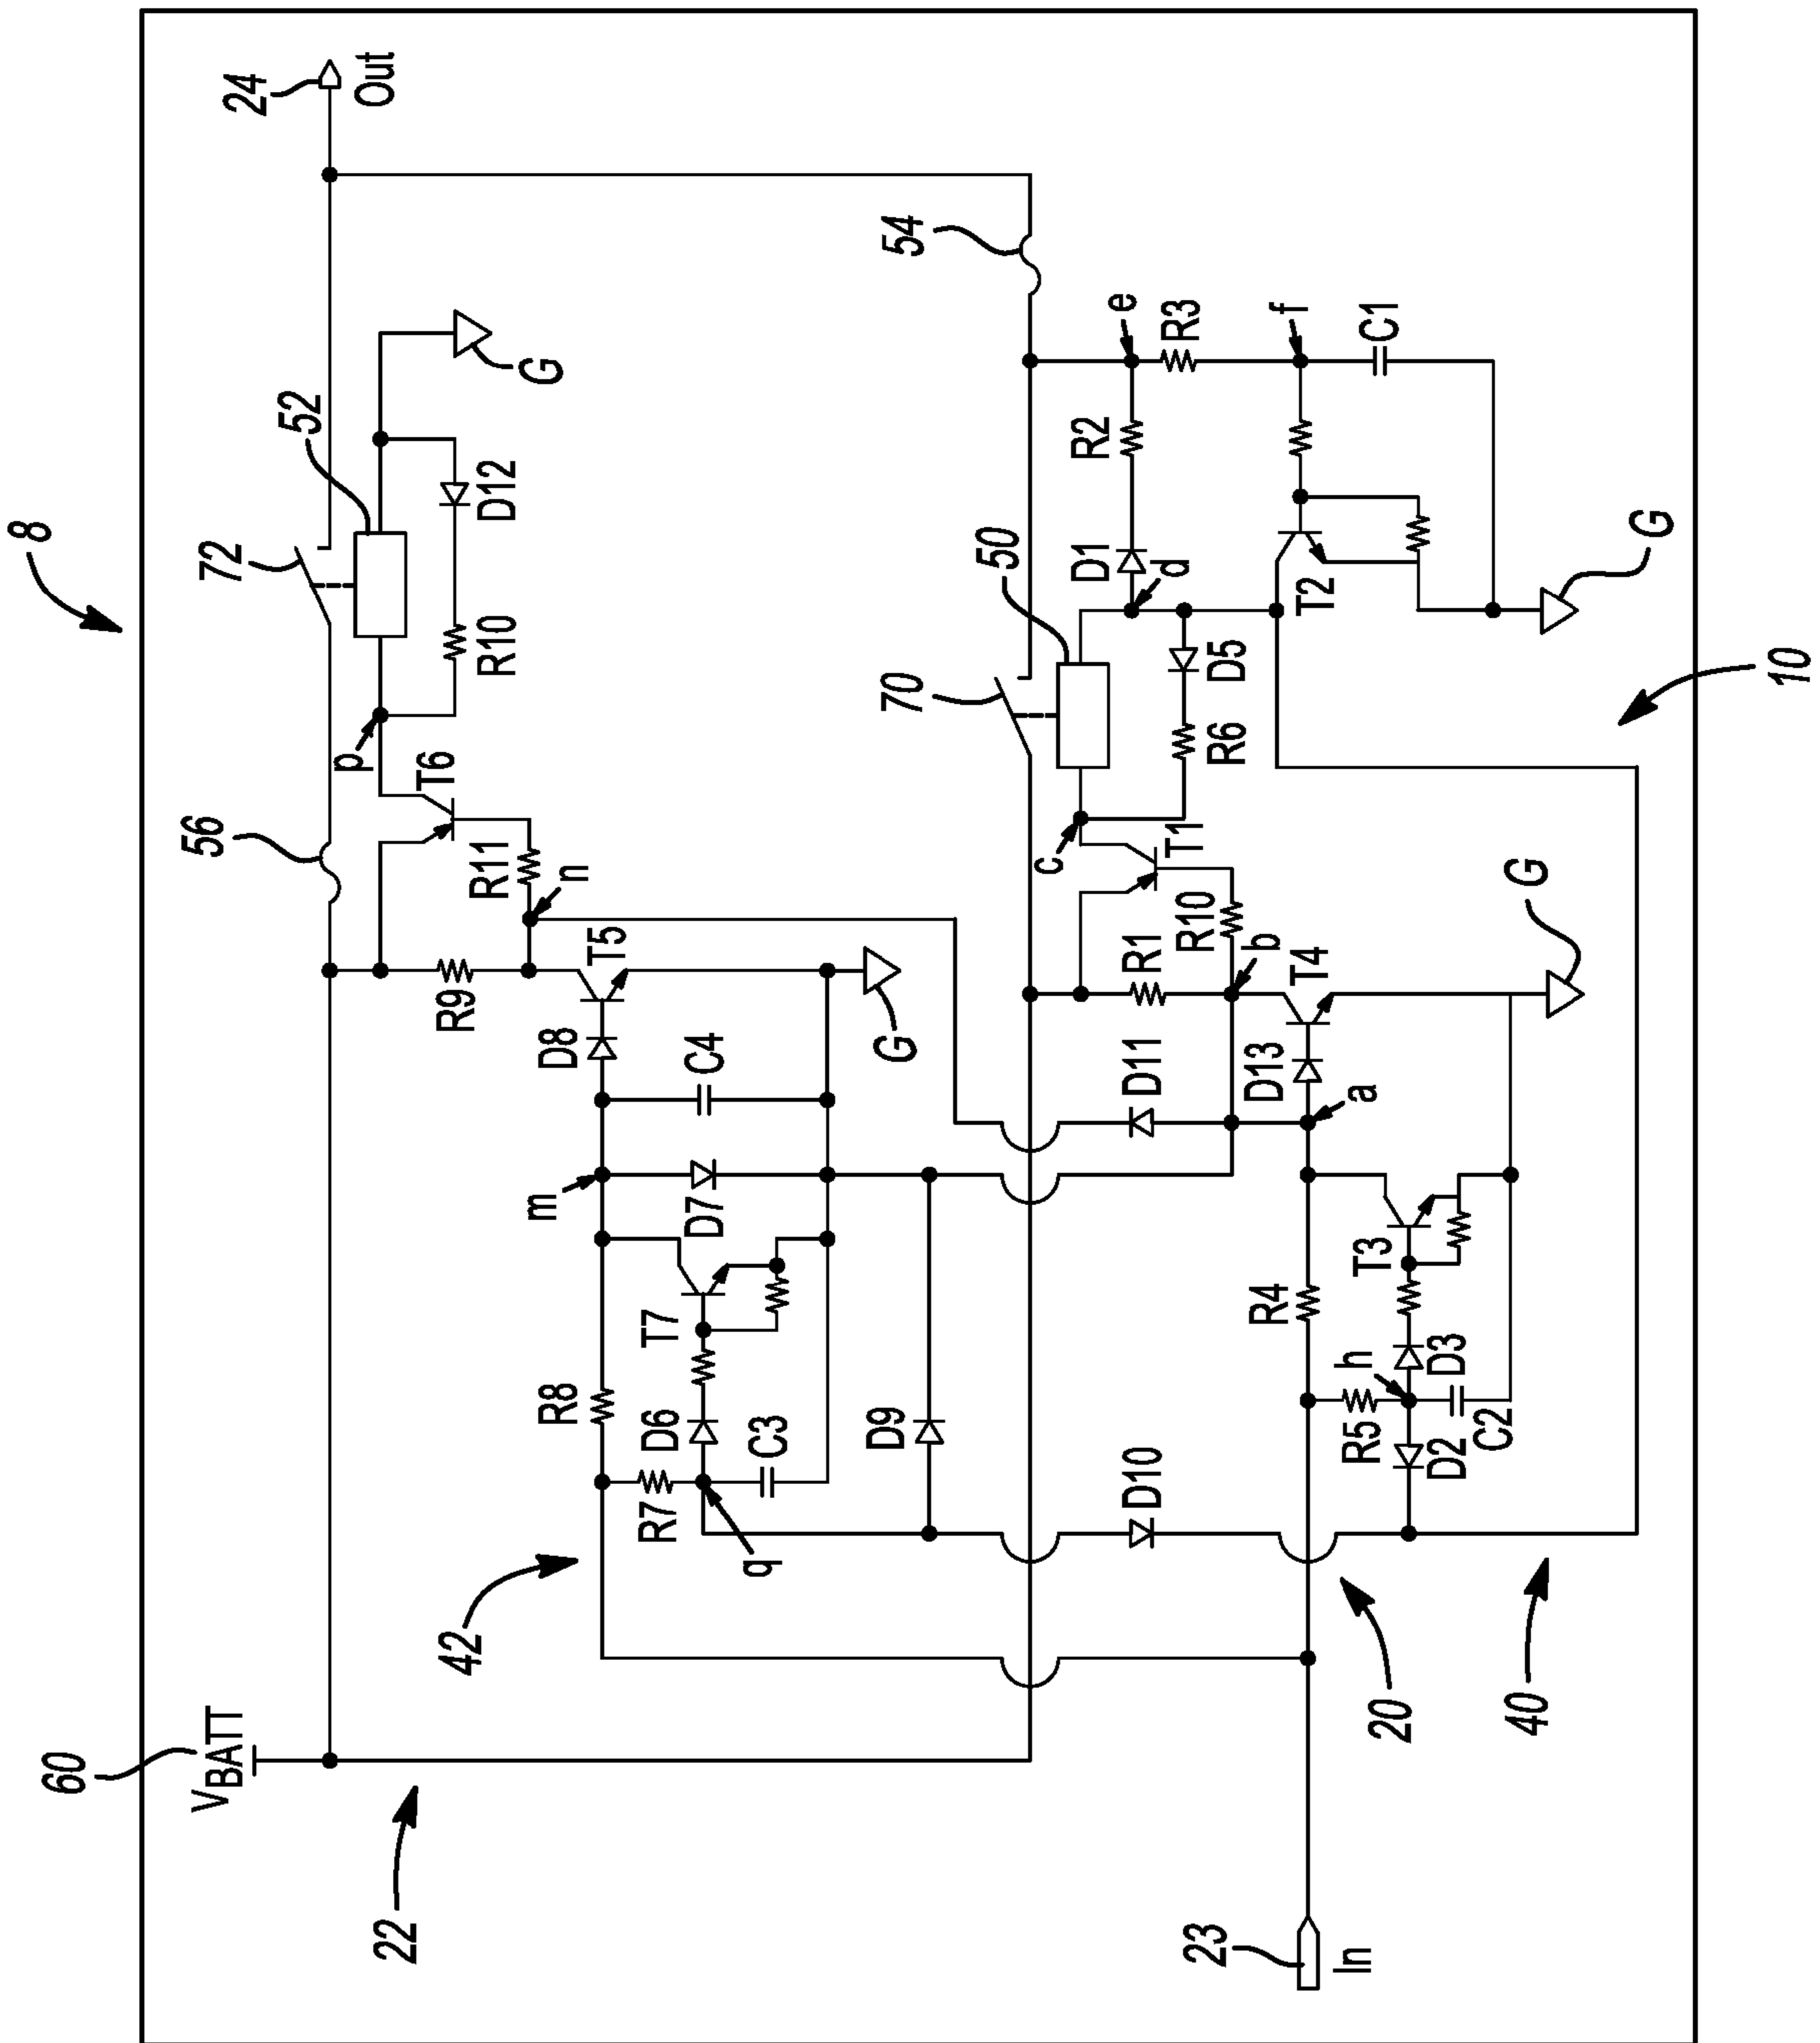 8
60
VBATT
22
24
Out
72
52
G
D12
R10
p
T6
56
R11
n
R9
T5
D8
C4
G
m
D7
T7
R8
D6
C3
R7
q
42
D9
D10
54
70
50
e
R3
f
C1
R2
D1
d
D5
R6
T2
G
c
T1
R10
R1
b
T4
G
D11
D13
a
R4
T3
h
D3
R5
D2
C2
20
40
10
23
In